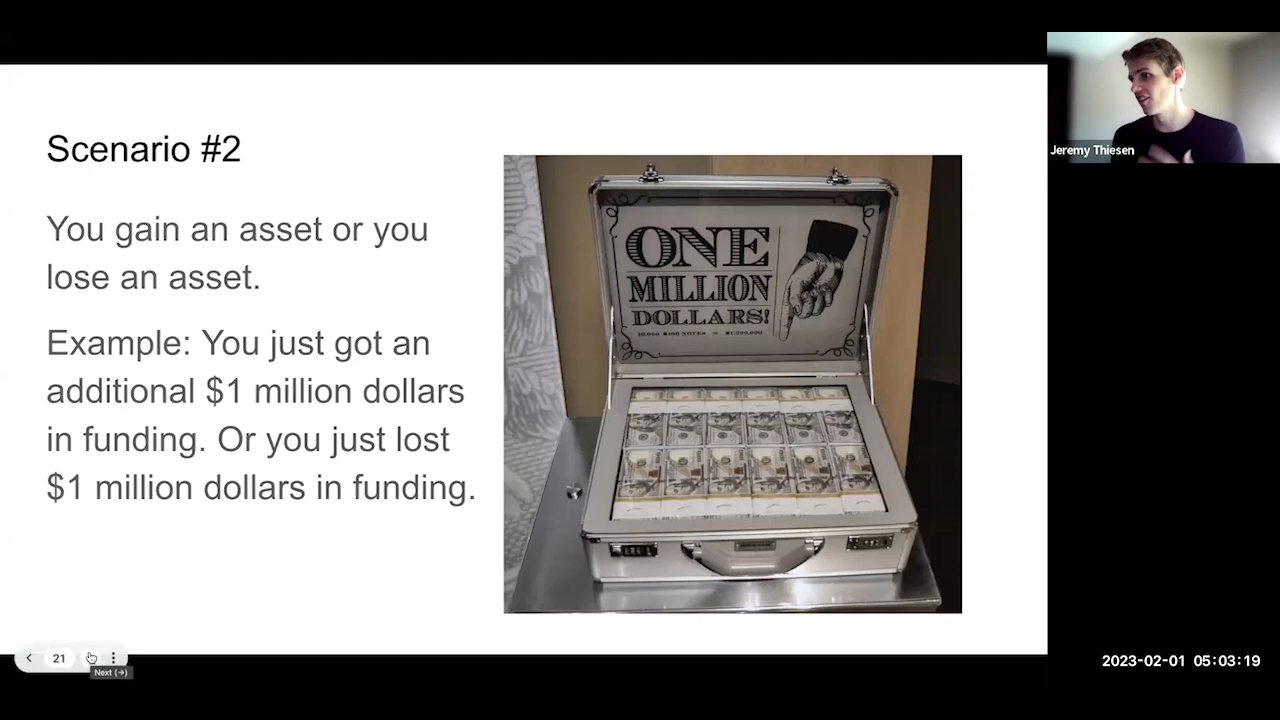 Scenario #2
You gain an asset or you
lose an asset.
Example: You just got an
additional $1 million dollars
in funding. Or you just lost
$1 million dollars in funding.
ONE
MILLION
DOLLARS!
Jeremy Thiesen
21
Next (→)
2023-02-01 05:03:19